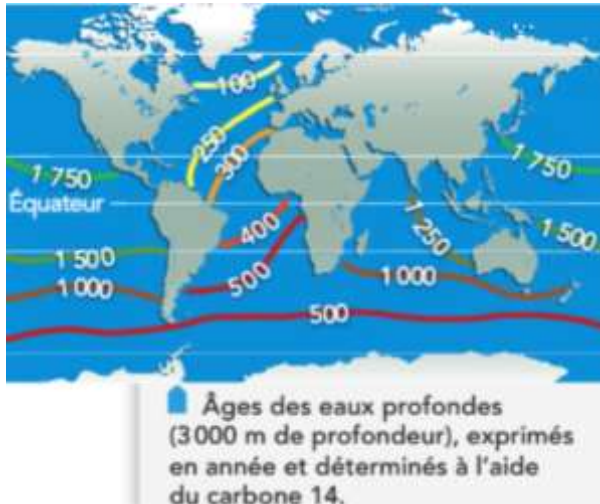 100
250
300
1 750
1 750
Équateur
400
1 250
1 500
1 500
500
1 000
1 000
500
Âges des eaux profondes
(3 000 m de profondeur), exprimés
en année et déterminés à l'aide
du carbone 14.